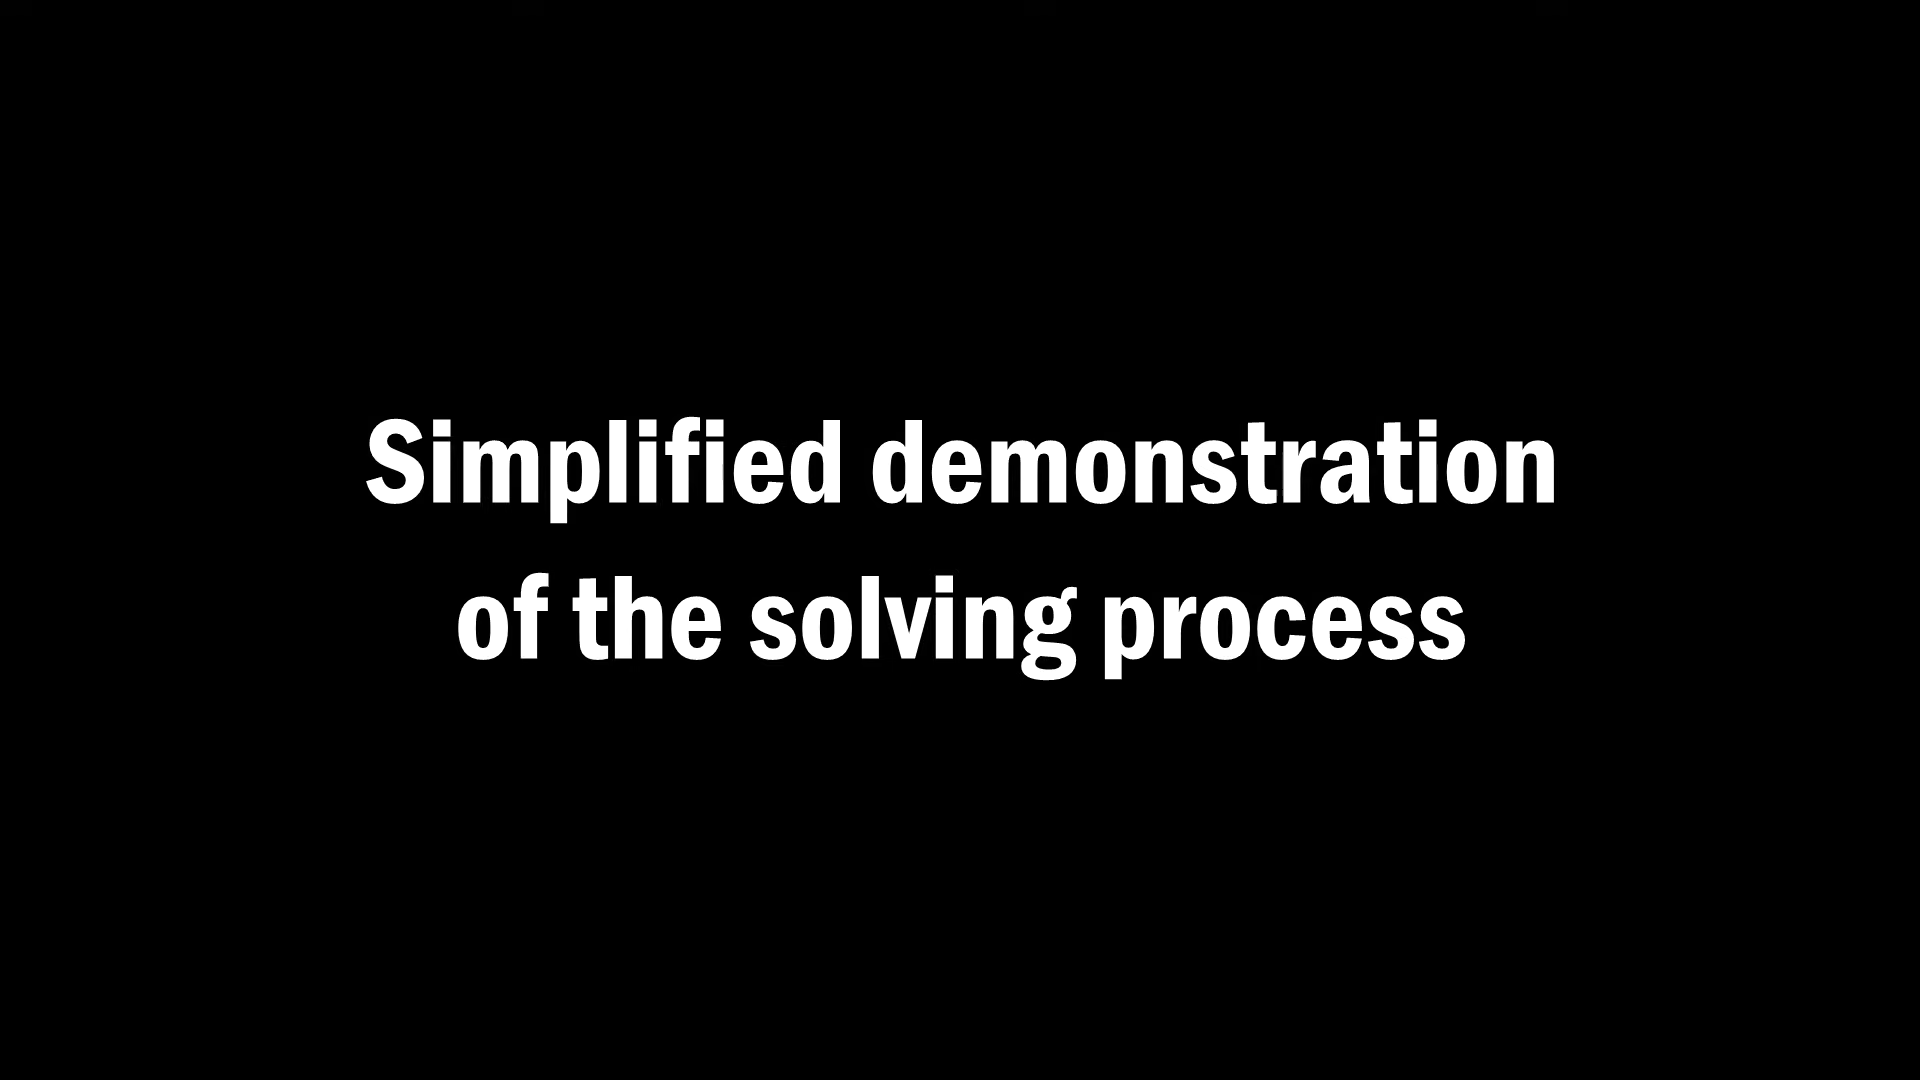 Simplified demonstration
of the solving process